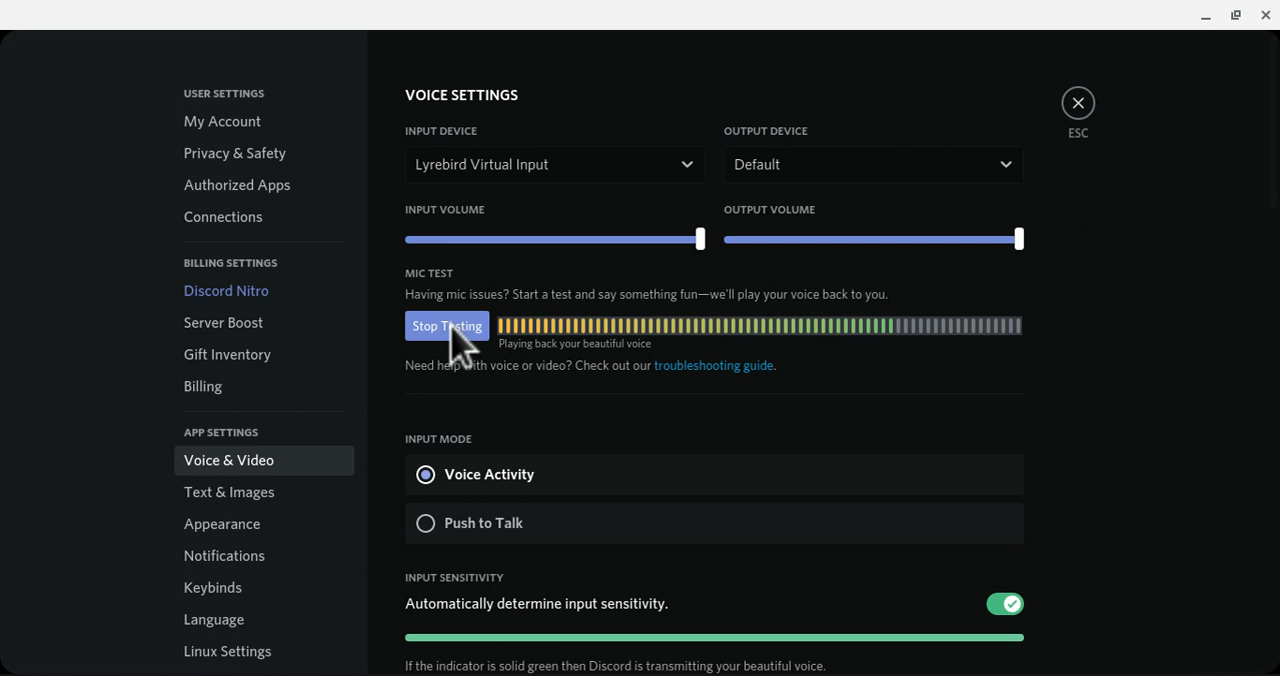 USER SETTINGS
My Account
Privacy & Safety
Authorized Apps
Connections
BILLING SETTINGS
Discord Nitro
Server Boost
Gift Inventory
Billing
APP SETTINGS
Voice & Video
Text & Images
Appearance
Notifications
Keybinds
Language
Linux Settings
VOICE SETTINGS
INPUT DEVICE
Lyrebird Virtual Input
OUTPUT DEVICE
Default
INPUT VOLUME
OUTPUT VOLUME
MIC TEST
Having mic issues? Start a test and say something fun—we'll play your voice back to you.
Stop Testing
Playing back your beautiful voice
Need help with voice or video? Check out our troubleshooting guide.
INPUT MODE
Voice Activity
Push to Talk
INPUT SENSITIVITY
Automatically determine input sensitivity.
If the indicator is solid green then Discord is transmitting your beautiful voice.
ESC